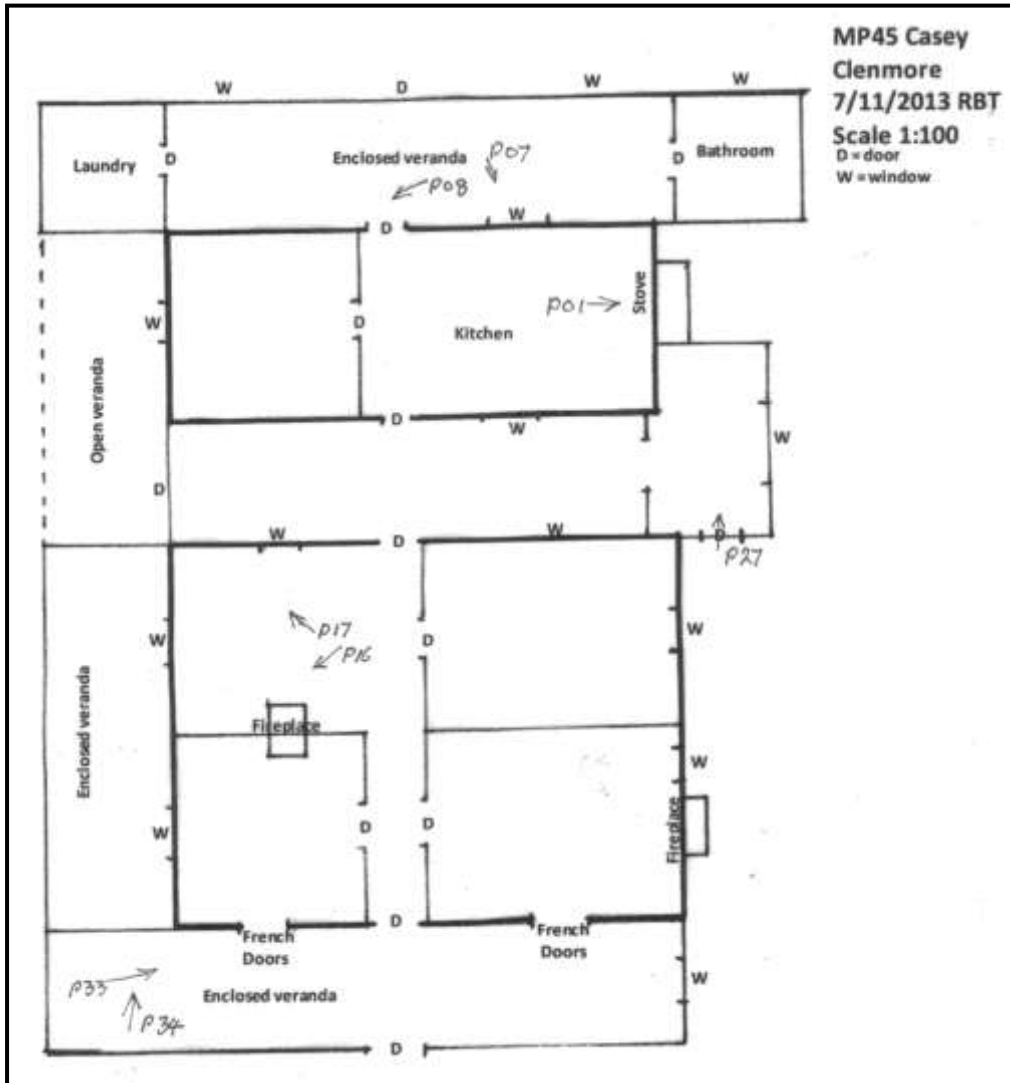 MP45 Casey
Clenmore
7/11/2013 RBT
Scale 1:100
D = door
W = window
W
D
W
W
Laundry
D
Enclosed veranda
P07
P08
D
Bathroom
D
W
W
D
P01
Stove
Kitchen
Open veranda
D
W
W
D
W
D
W
D
P27
W
P17
P16
D
W
Fireplace
Enclosed veranda
W
W
D
D
Fireplace
French
Doors
D
French
Doors
P33
Enclosed veranda
W
P34
D